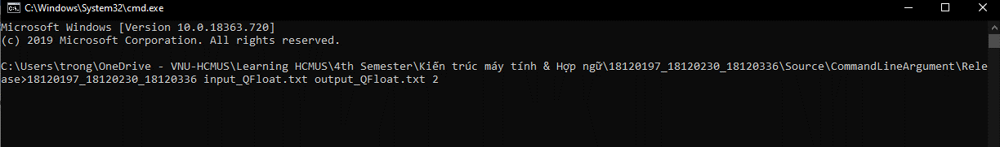 C:\Windows\System32\cmd.exe
Microsoft Windows [Version 10.0.18363.720]
(c) 2019 Microsoft Corporation. All rights reserved.
C:\Users\trong\OneDrive - VNU-HCMUS\Learning HCMUS\4th Semester\Kiến trúc máy tính & Hợp ngữ\18120197_18120230_18120336\Source\CommandLineArgument\Rele
ase>18120197_18120230_18120336 input_QFloat.txt output_QFloat.txt 2